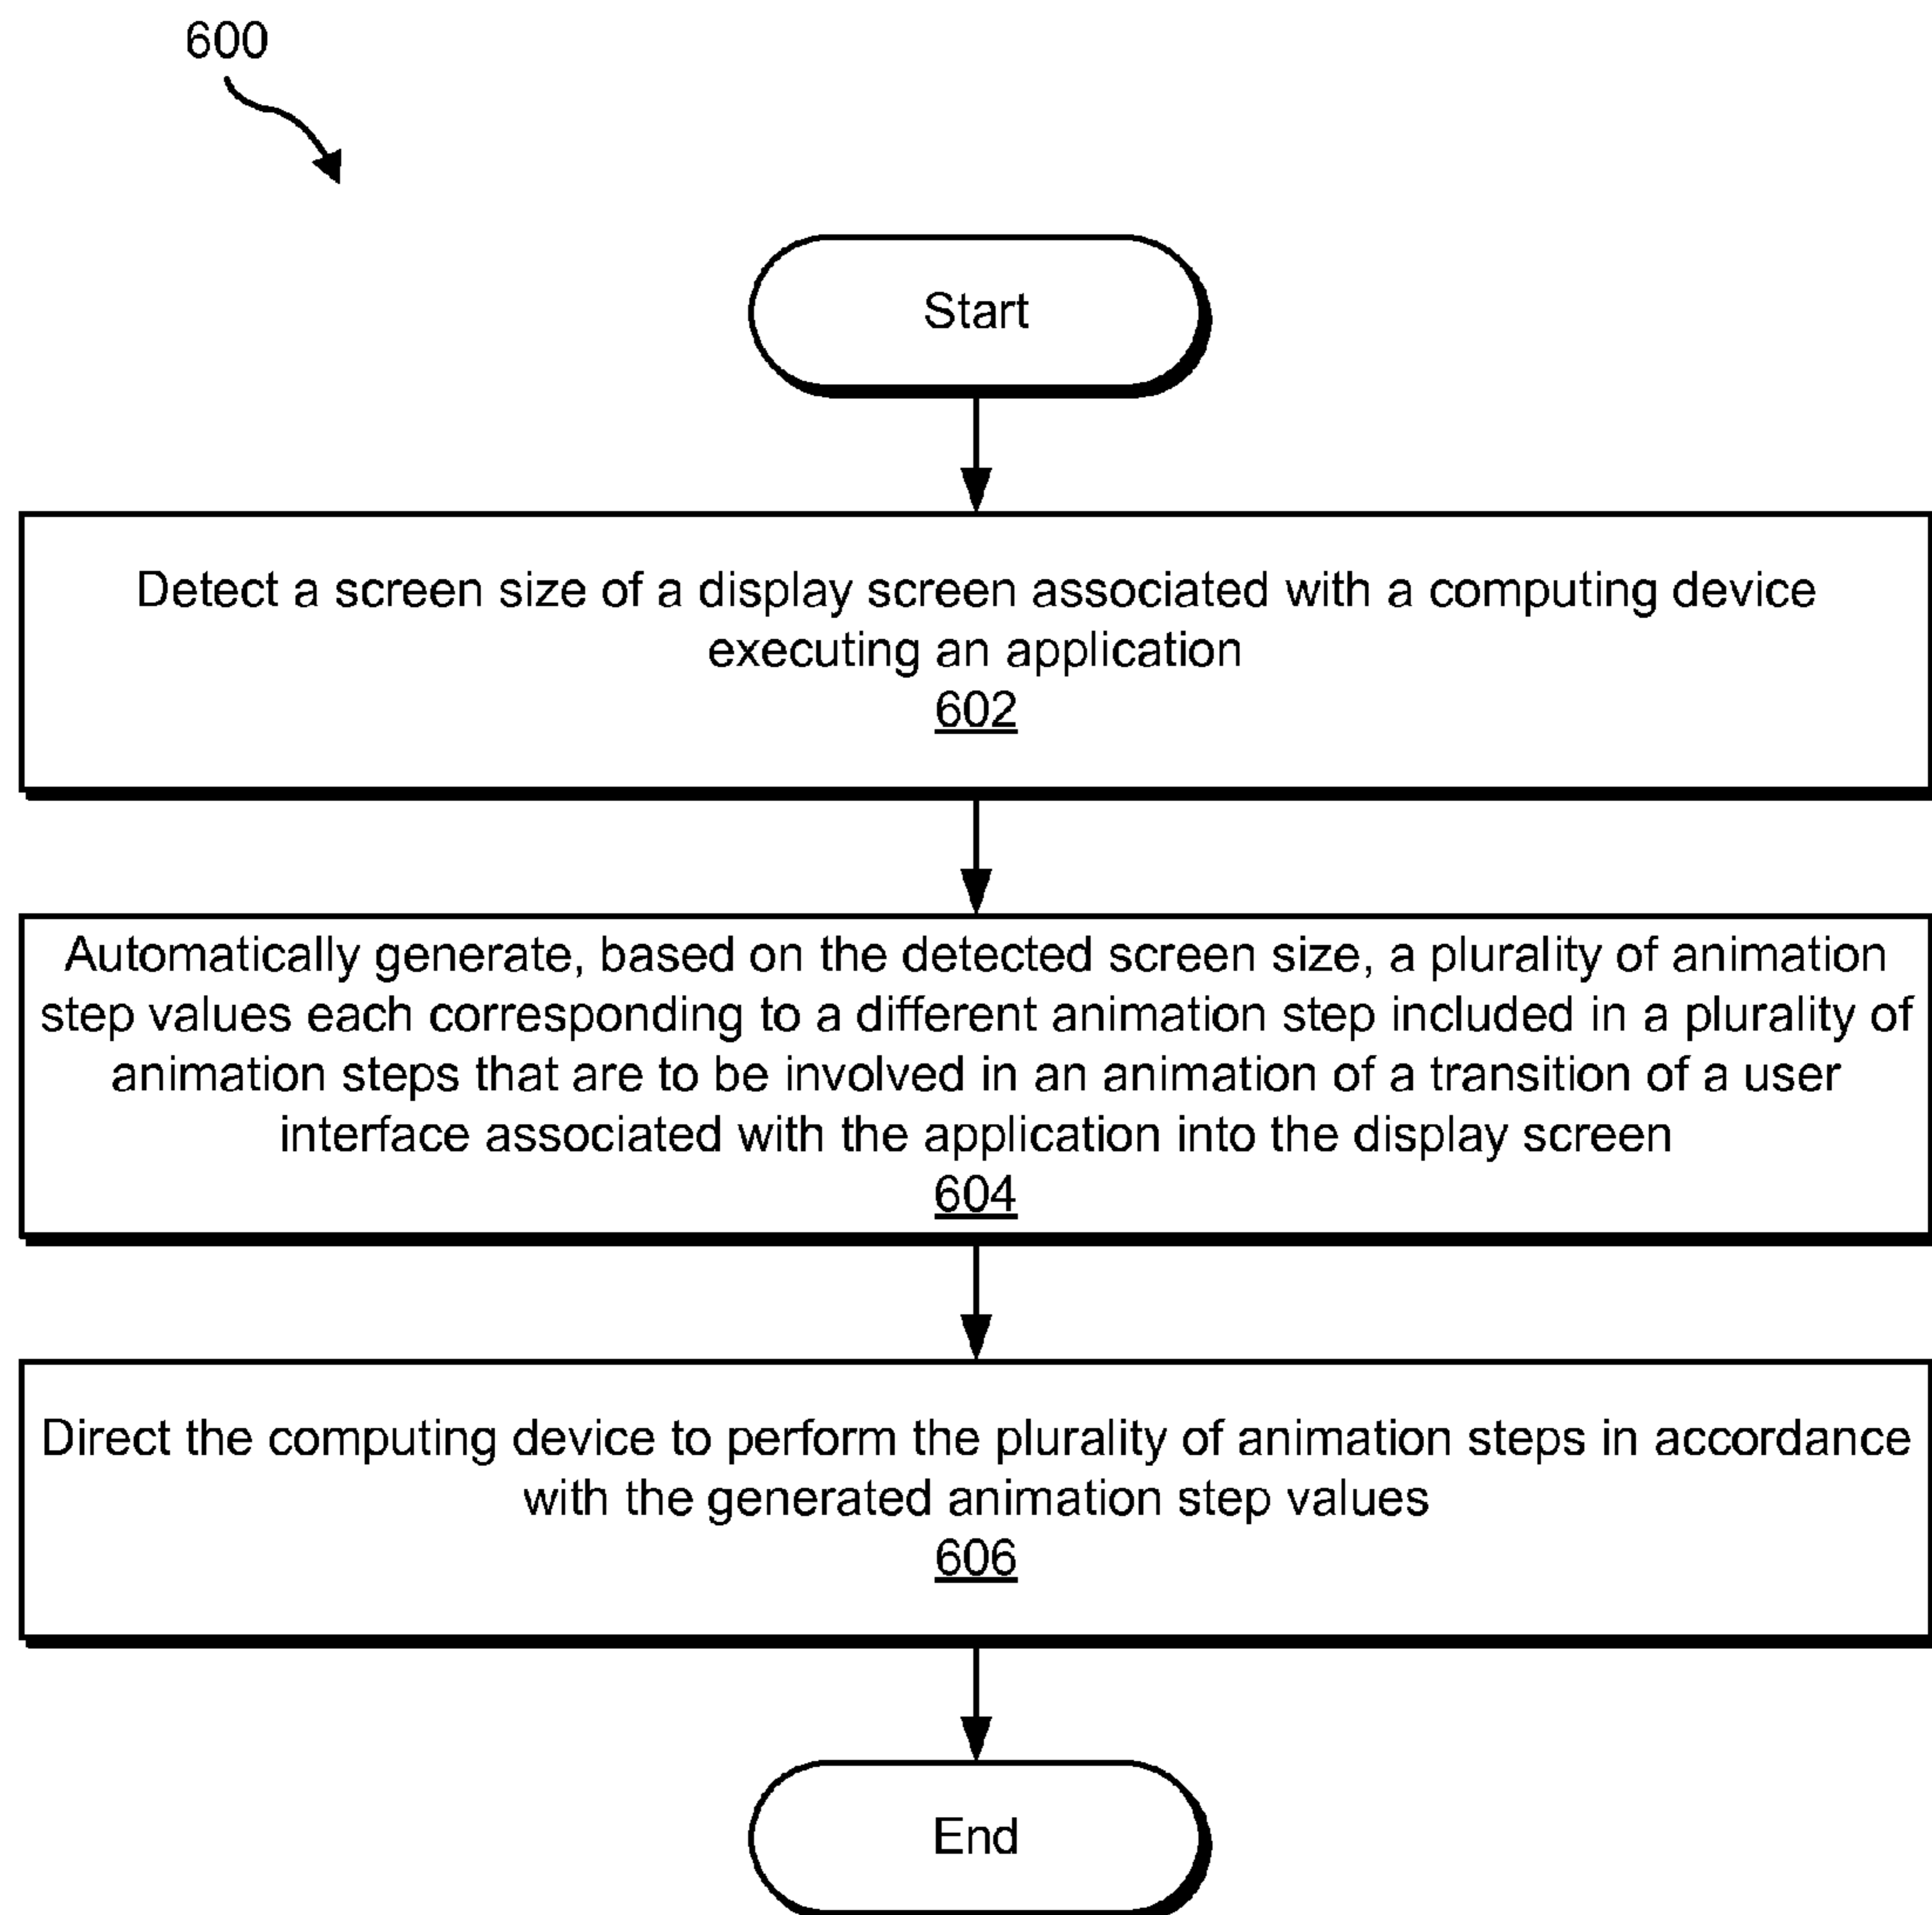 600
Start
Detect a screen size of a display screen associated with a computing device
executing an application
602
Automatically generate, based on the detected screen size, a plurality of animation
step values each corresponding to a different animation step included in a plurality of
animation steps that are to be involved in an animation of a transition of a user
interface associated with the application into the display screen
604
Direct the computing device to perform the plurality of animation steps in accordance
with the generated animation step values
606
End